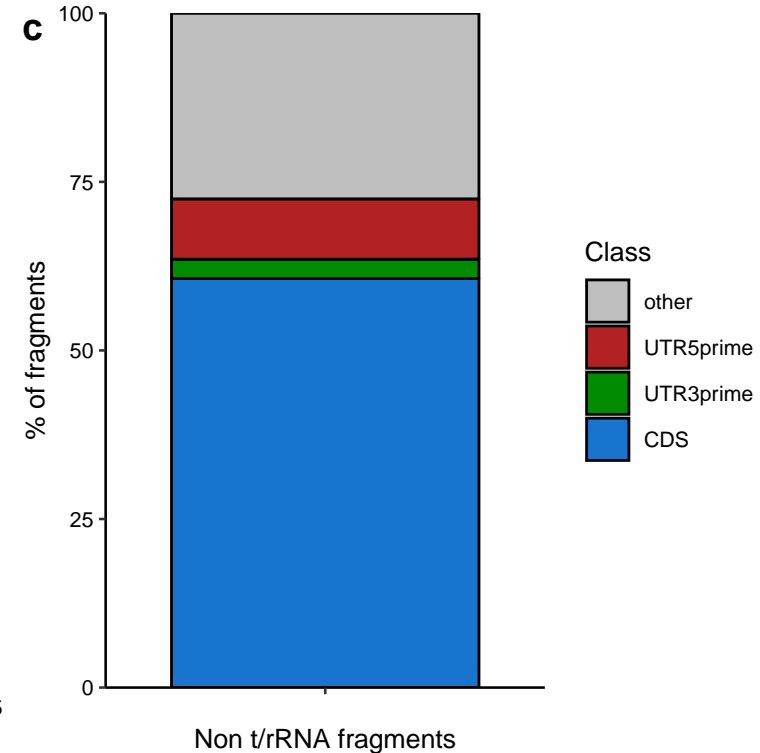 c
100
75
50
25
0
% of fragments
Non t/rRNA fragments
Class
other
UTR5prime
UTR3prime
CDS